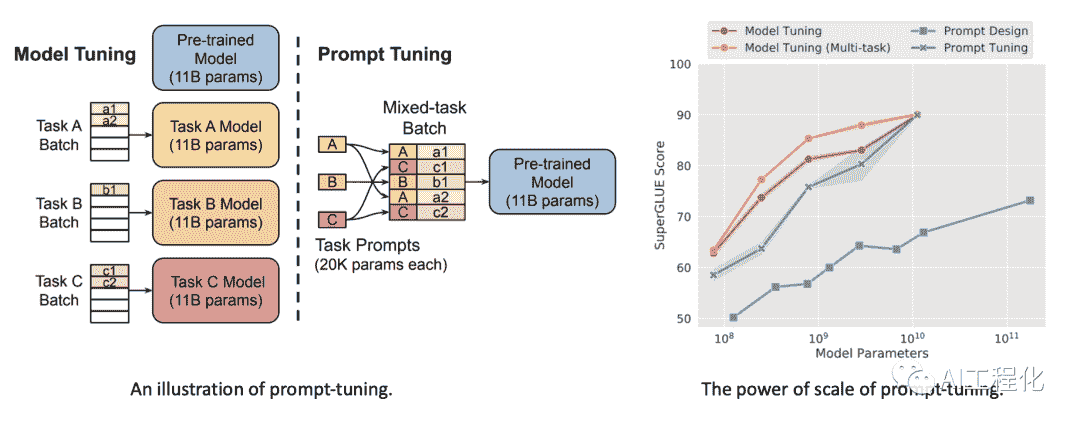 Model Tuning
Pre-trained
Model
(11B params)
Task A
Batch
a1
a2
Task A Model
(11B params)
Task B
Batch
b1
Task B Model
(11B params)
Task C
Batch
c1
c2
Task C Model
(11B params)
Prompt Tuning
Mixed-task
Batch
A
B
C
A a1
C c1
B b1
A a2
C c2
Task Prompts
(20K params each)
Pre-trained
Model
(11B params)
An illustration of prompt-tuning.
Model Tuning
Model Tuning (Multi-task)
Prompt Design
Prompt Tuning
SuperGLUE Score
100
90
80
70
60
50
10⁸
10⁹
10¹⁰
10¹¹
Model Parameters
The power of scale of prompt-tuning.
AI工程化